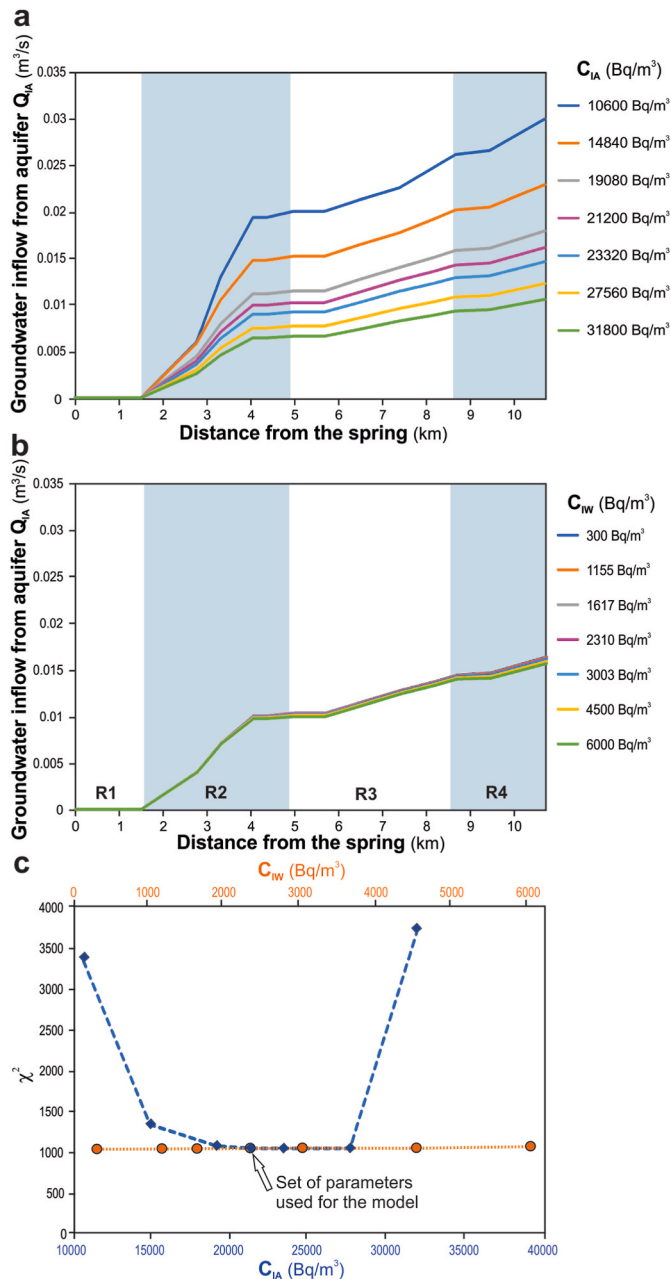 a
Groundwater inflow from aquifer Q_IA (m³/s)
0.035
0.03
0.025
0.02
0.015
0.01
0.005
0
0 1 2 3 4 5 6 7 8 9 10
Distance from the spring (km)
C_IA (Bq/m³)
10600 Bq/m³
14840 Bq/m³
19080 Bq/m³
21200 Bq/m³
23320 Bq/m³
27560 Bq/m³
31800 Bq/m³
b
Groundwater inflow from aquifer Q_IA (m³/s)
0.035
0.03
0.025
0.02
0.015
0.01
0.005
0
R1 R2 R3 R4
0 1 2 3 4 5 6 7 8 9 10
Distance from the spring (km)
C_IW (Bq/m³)
300 Bq/m³
1155 Bq/m³
1617 Bq/m³
2310 Bq/m³
3003 Bq/m³
4500 Bq/m³
6000 Bq/m³
c
C_IW (Bq/m³)
0 1000 2000 3000 4000 5000 6000
χ²
4000
3500
3000
2500
2000
1500
1000
500
0
Set of parameters
used for the model
10000 15000 20000 25000 30000 35000 40000
C_IA (Bq/m³)